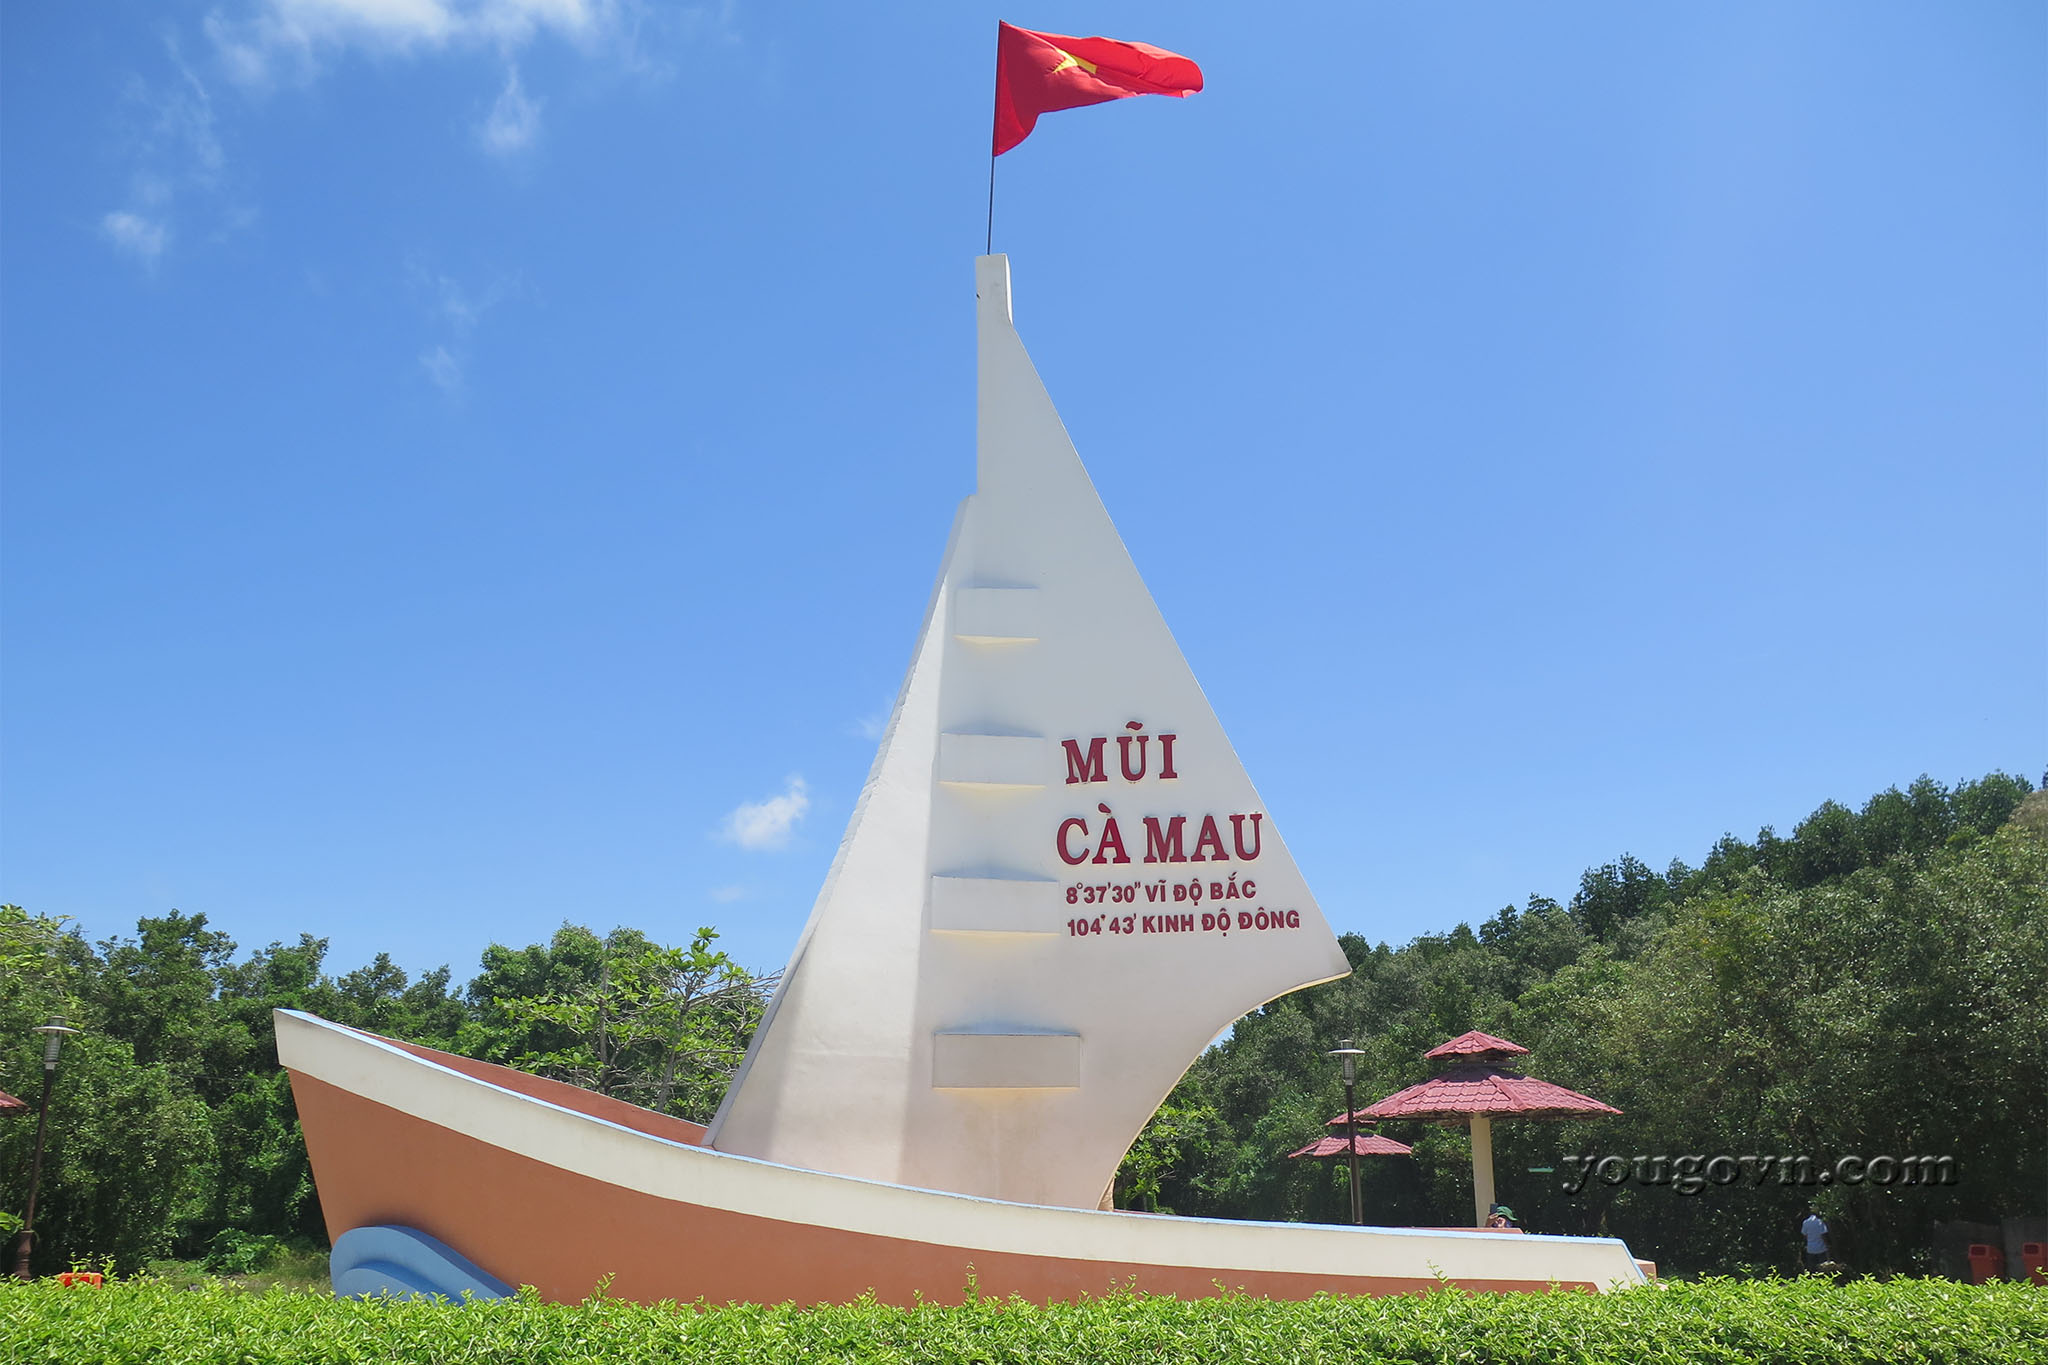 MŨI
CÀ MAU
8°37'30" VĨ ĐỘ BẮC
104°43' KINH ĐỘ ĐÔNG
yougovn.com